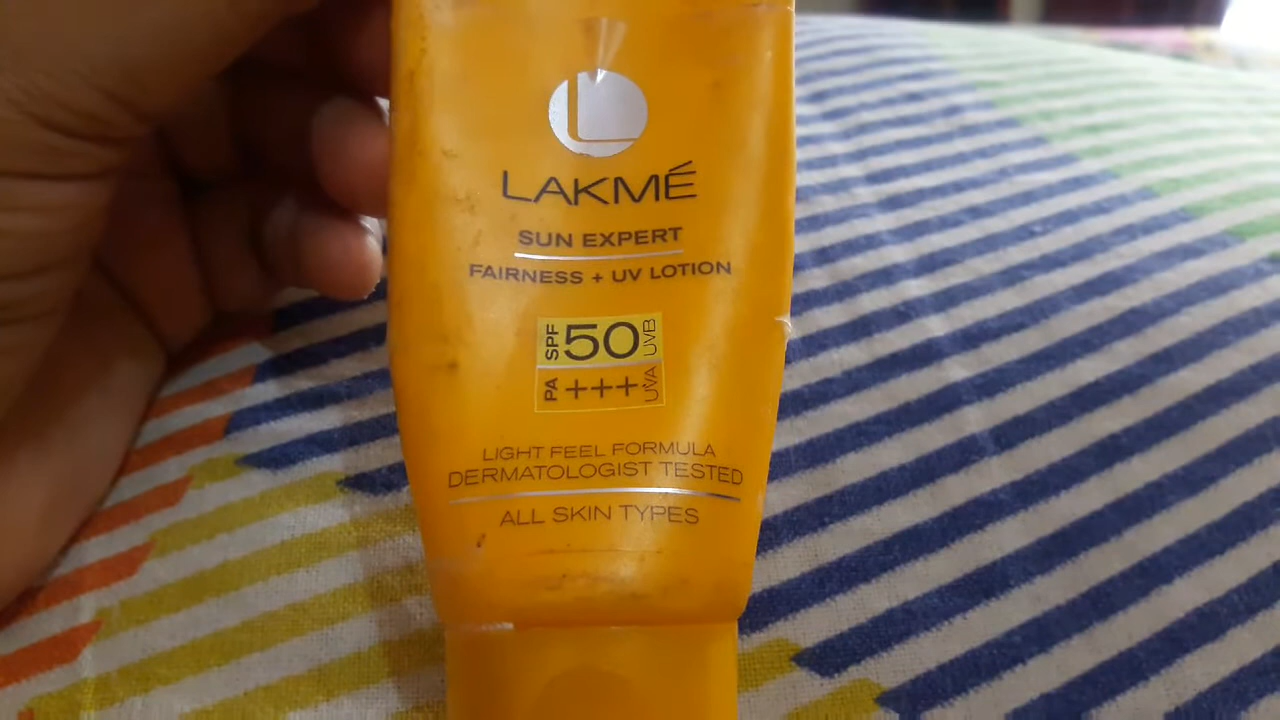 L
LAKMÉ
SUN EXPERT
FAIRNESS + UV LOTION
SPF 50 UVB
PA +++ UVA
LIGHT FEEL FORMULA
DERMATOLOGIST TESTED
ALL SKIN TYPES